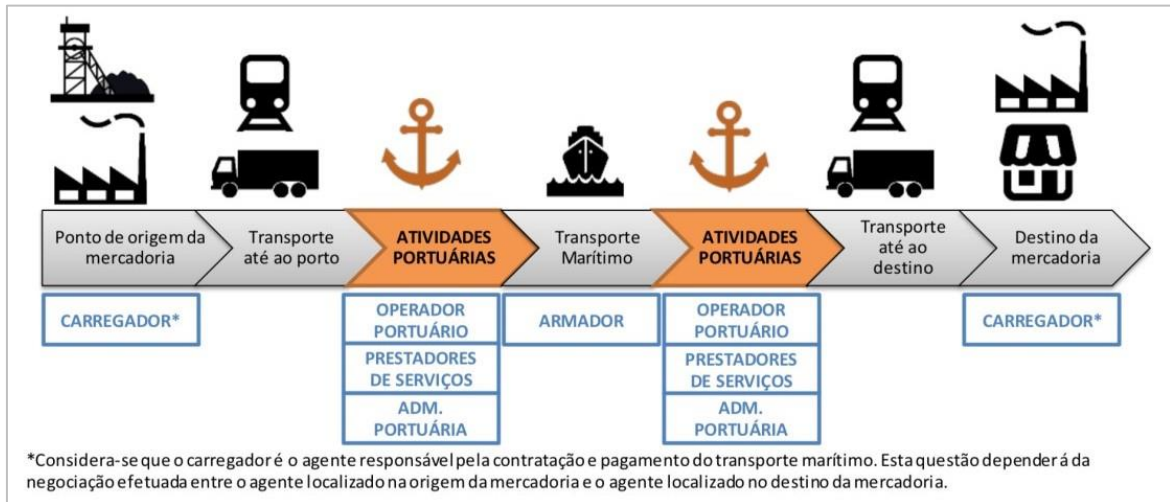 Ponto de origem da
mercadoria
Transporte
até ao porto
ATIVIDADES
PORTUÁRIAS
Transporte
Marítimo
ATIVIDADES
PORTUÁRIAS
Transporte
até ao
destino
Destino da
mercadoria
CARREGADOR*
OPERADOR
PORTUÁRIO
PRESTADORES
DE SERVIÇOS
ADM.
PORTUÁRIA
ARMADOR
OPERADOR
PORTUÁRIO
PRESTADORES
DE SERVIÇOS
ADM.
PORTUÁRIA
CARREGADOR*
*Considera-se que o carregador é o agente responsável pela contratação e pagamento do transporte marítimo. Esta questão dependerá da
negociação efetuada entre o agente localizado na origem da mercadoria e o agente localizado no destino da mercadoria.